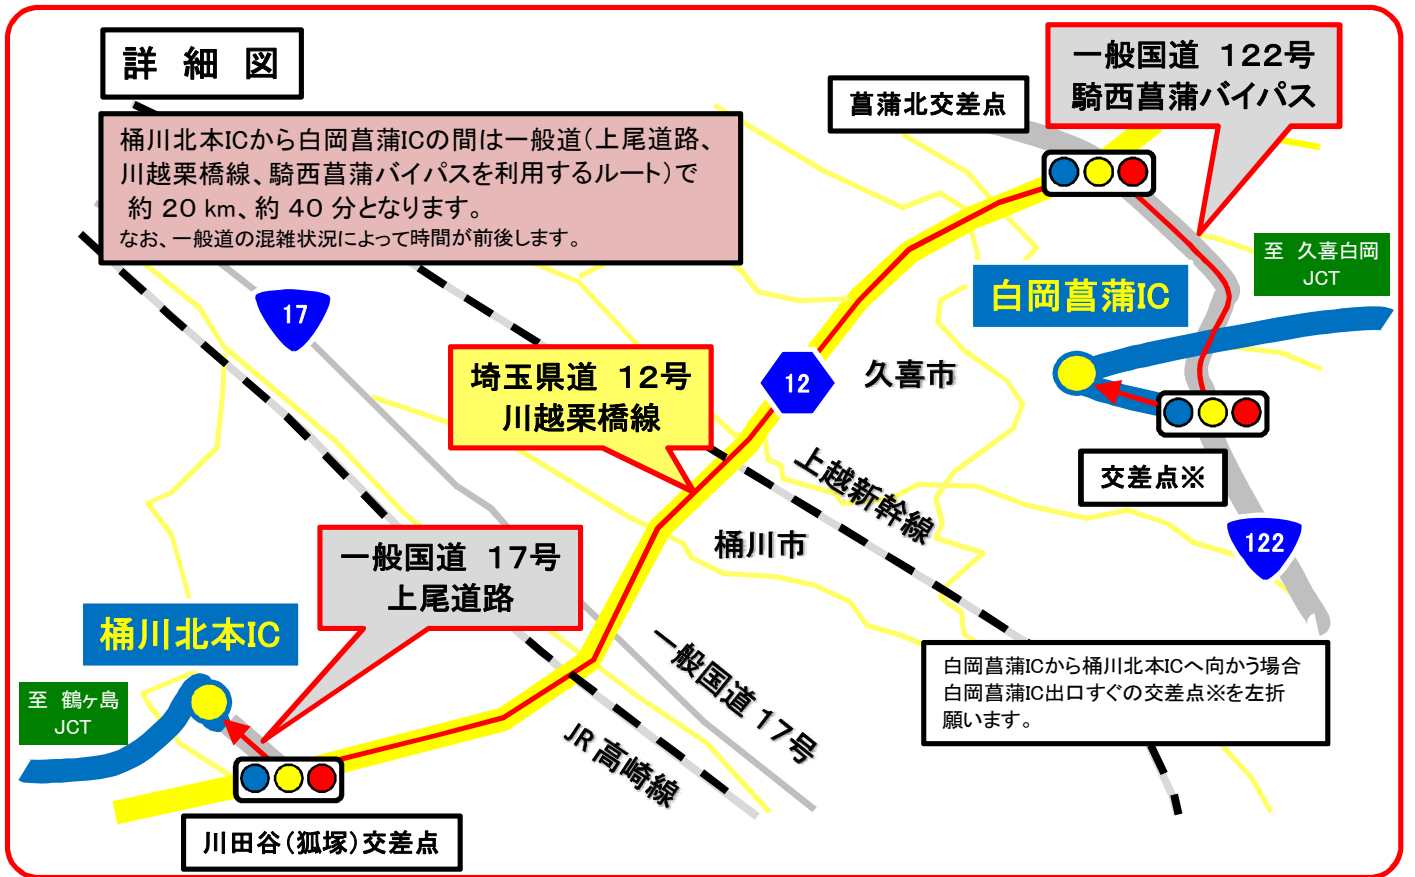 詳 細 図
桶川北本ICから白岡菖蒲ICの間は一般道(上尾道路、
川越栗橋線、騎西菖蒲バイパスを利用するルート)で
約 20 km、約 40 分となります。
なお、一般道の混雑状況によって時間が前後します。
菖蒲北交差点
一般国道 122号
騎西菖蒲バイパス
至 久喜白岡
JCT
白岡菖蒲IC
17
埼玉県道 12号
川越栗橋線
12
久喜市
交差点※
上越新幹線
122
桶川市
一般国道 17号
上尾道路
桶川北本IC
一般国道 17号
白岡菖蒲ICから桶川北本ICへ向かう場合
白岡菖蒲IC出口すぐの交差点※を左折
願います。
至 鶴ヶ島
JCT
JR 高崎線
川田谷(狐塚)交差点